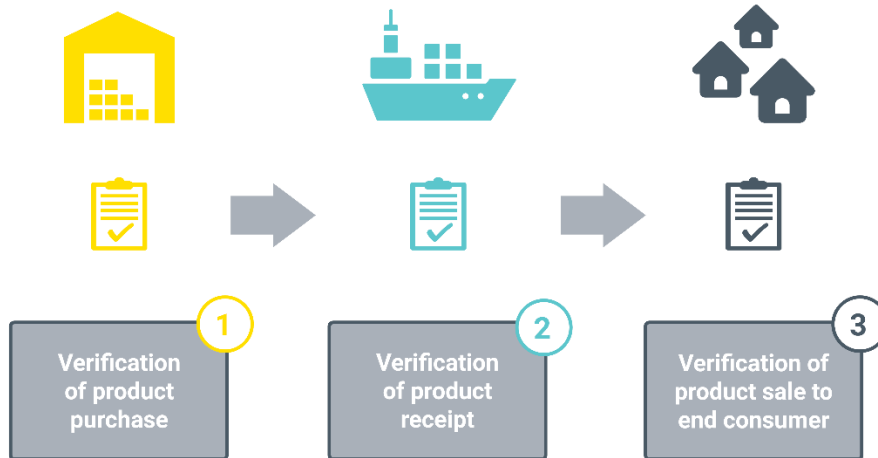 1
Verification
of product
purchase
2
Verification
of product
receipt
3
Verification of
product sale to
end consumer